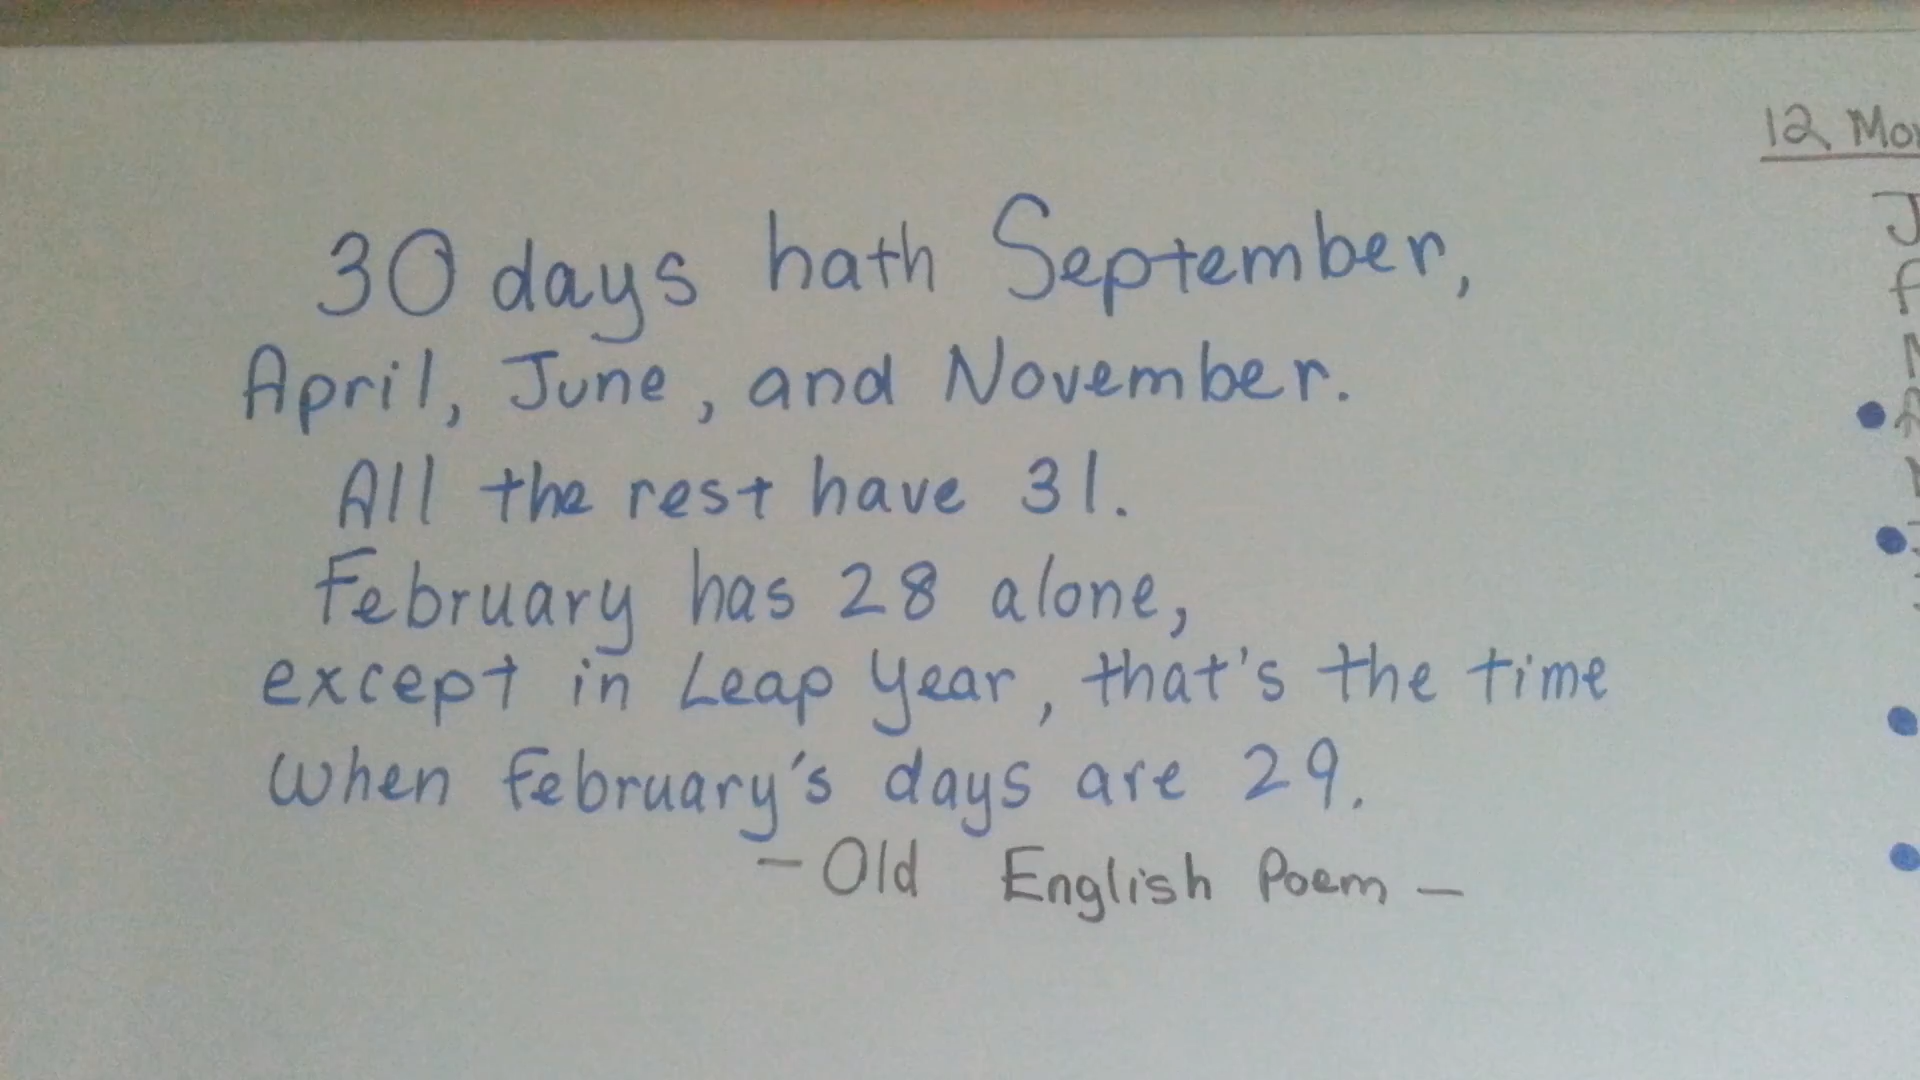 30 days hath September,
April, June, and November.
All the rest have 31.
February has 28 alone,
except in Leap Year, that's the time
when February's days are 29.
- Old English Poem -
12